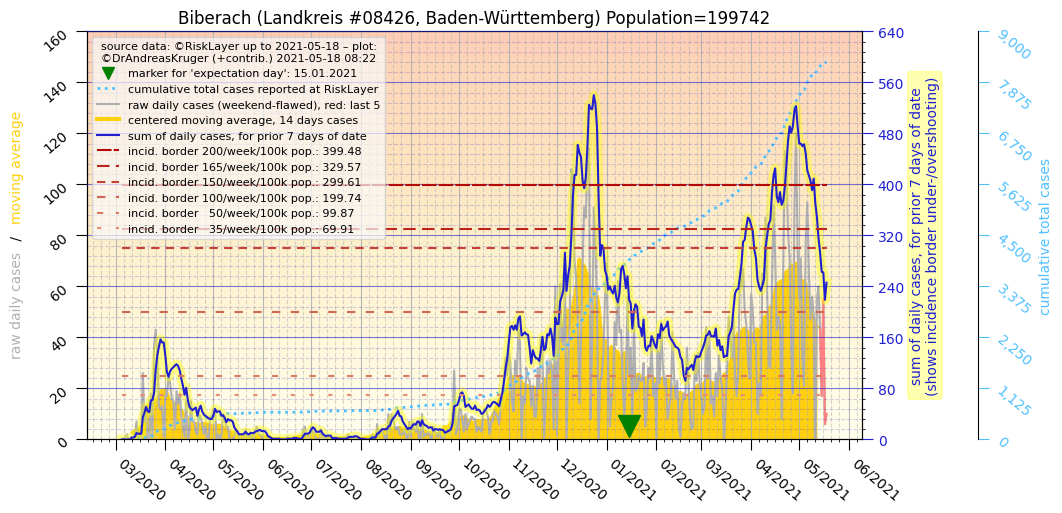 Biberach (Landkreis #08426, Baden-Württemberg) Population=199742
source data: ©RiskLayer up to 2021-05-18 – plot:
©DrAndreasKruger (+contrib.) 2021-05-18 08:22
marker for 'expectation day': 15.01.2021
cumulative total cases reported at RiskLayer
raw daily cases (weekend-flawed), red: last 5
centered moving average, 14 days cases
sum of daily cases, for prior 7 days of date
incid. border 200/week/100k pop.: 399.48
incid. border 165/week/100k pop.: 329.57
incid. border 150/week/100k pop.: 299.61
incid. border 100/week/100k pop.: 199.74
incid. border   50/week/100k pop.: 99.87
incid. border   35/week/100k pop.: 69.91
raw daily cases / moving average
160
140
120
100
80
60
40
20
0
03/2020
04/2020
05/2020
06/2020
07/2020
08/2020
09/2020
10/2020
11/2020
12/2020
01/2021
02/2021
03/2021
04/2021
05/2021
06/2021
640
560
480
400
320
240
160
80
0
sum of daily cases, for prior 7 days of date
(shows incidence border under-/overshooting)
9,000
7,875
6,750
5,625
4,500
3,375
2,250
1,125
0
cumulative total cases